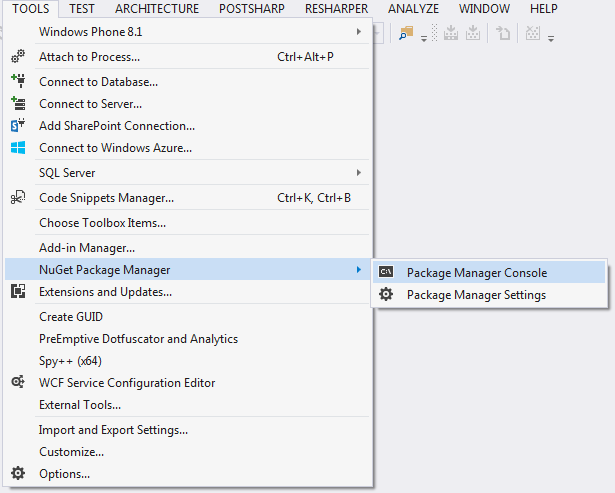 TOOLS TEST ARCHITECTURE POSTSHARP RESHARPER ANALYZE WINDOW HELP
Windows Phone 8.1
Attach to Process... Ctrl+Alt+P
Connect to Database...
Connect to Server...
Add SharePoint Connection...
Connect to Windows Azure...
SQL Server
Code Snippets Manager... Ctrl+K, Ctrl+B
Choose Toolbox Items...
Add-in Manager...
NuGet Package Manager
C:\ Package Manager Console
Extensions and Updates...
Package Manager Settings
Create GUID
PreEmptive Dotfuscator and Analytics
Spy++ (x64)
WCF Service Configuration Editor
External Tools...
Import and Export Settings...
Customize...
Options...